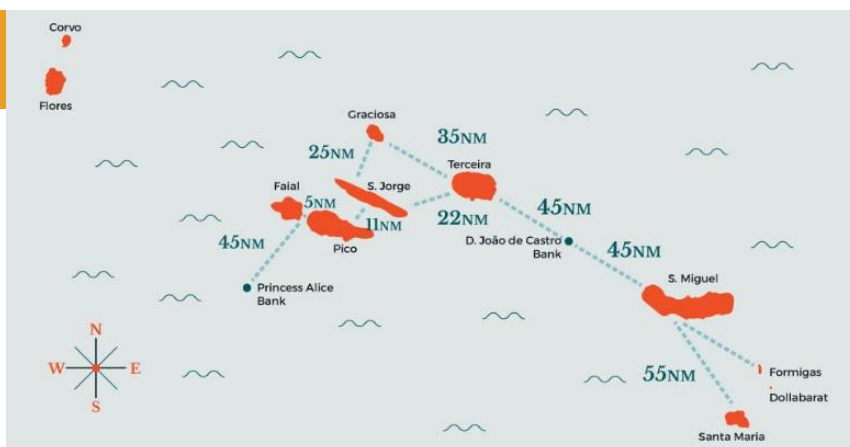 Corvo
Flores
Graciosa
35NM
25NM
Terceira
S. Jorge
Faial
5NM
11NM
22NM
45NM
Pico
45NM
D. João de Castro
Bank
45NM
S. Miguel
Princess Alice
Bank
N
W
E
S
55NM
Formigas
Dollabarat
Santa Maria